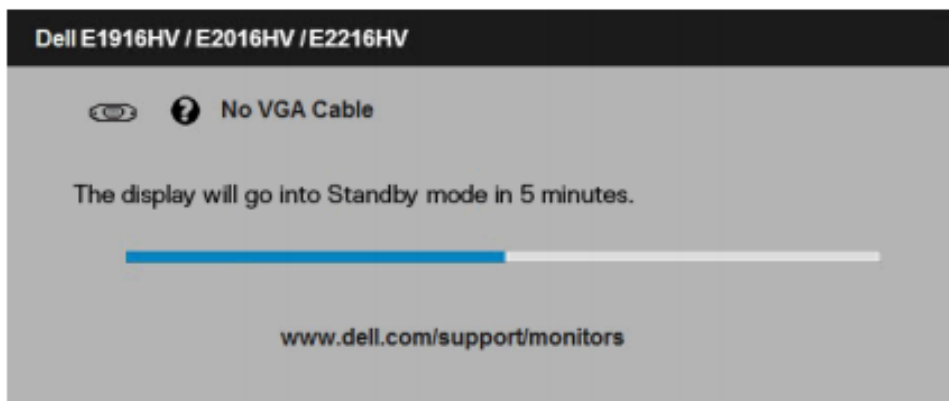 Dell E1916HV / E2016HV / E2216HV
? No VGA Cable
The display will go into Standby mode in 5 minutes.
www.dell.com/support/monitors